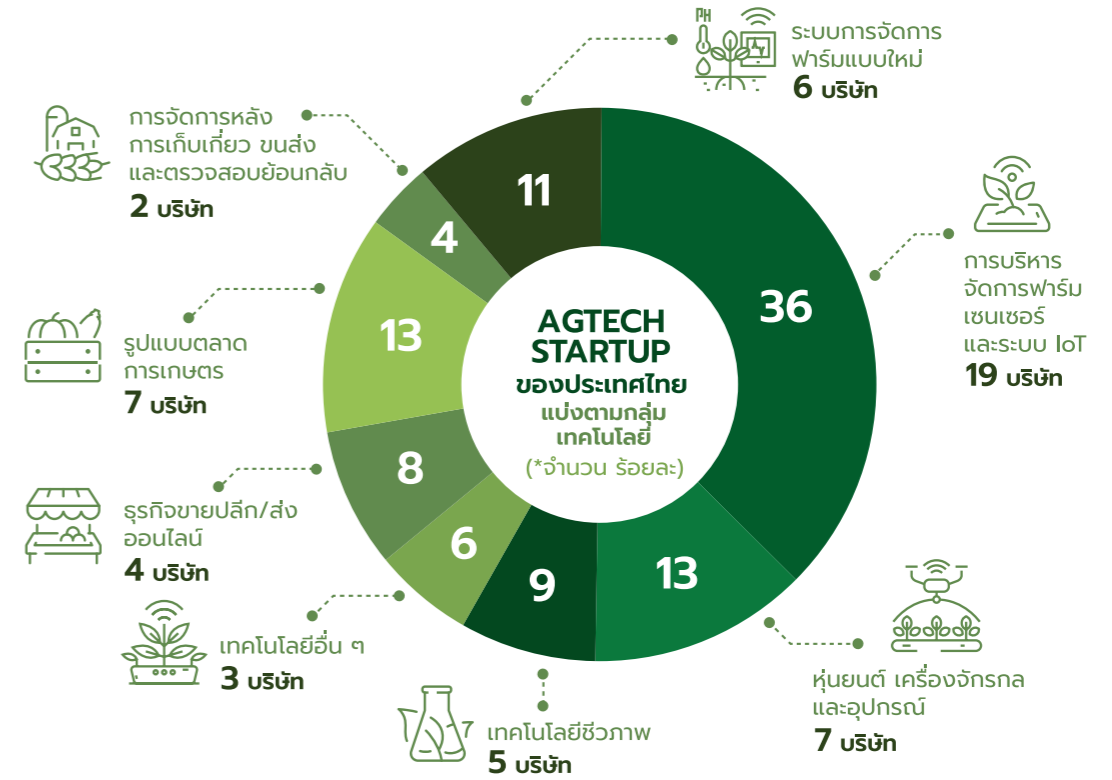 AGTECH
STARTUP
ของประเทศไทย
แบ่งตามกลุ่ม
เทคโนโลยี
(*จำนวน ร้อยละ)
PH
ระบบการจัดการ
ฟาร์มแบบใหม่
6 บริษัท
11
การบริหาร
จัดการฟาร์ม
เซนเซอร์
และระบบ IoT
19 บริษัท
36
หุ่นยนต์ เครื่องจักรกล
และอุปกรณ์
7 บริษัท
13
เทคโนโลยีชีวภาพ
5 บริษัท
9
เทคโนโลยีอื่น ๆ
3 บริษัท
6
ธุรกิจขายปลีก/ส่ง
ออนไลน์
4 บริษัท
8
รูปแบบตลาด
การเกษตร
7 บริษัท
13
การจัดการหลัง
การเก็บเกี่ยว ขนส่ง
และตรวจสอบย้อนกลับ
2 บริษัท
4